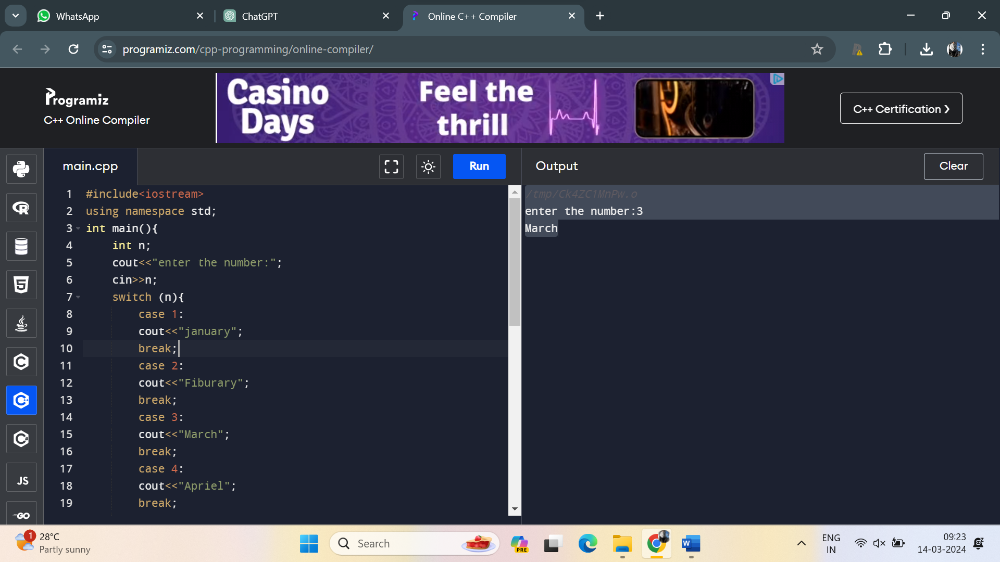 WhatsApp
ChatGPT
Online C++ Compiler
programiz.com/cpp-programming/online-compiler/
Programiz
C++ Online Compiler
Casino
Days
Feel the
thrill
C++ Certification ❯
main.cpp
Run
Output
Clear
1 #include<iostream>
2 using namespace std;
3 int main(){
4 int n;
5 cout<<"enter the number:";
6 cin>>n;
7 switch (n){
8 case 1:
9 cout<<"january";
10 break;
11 case 2:
12 cout<<"Fiburary";
13 break;
14 case 3:
15 cout<<"March";
16 break;
17 case 4:
18 cout<<"Apriel";
19 break;
/tmp/Ck4ZC1MnPw.o
enter the number:3
March
JS
GO
1
28°C
Partly sunny
Search
PRE
W
ENG
IN
09:23
14-03-2024